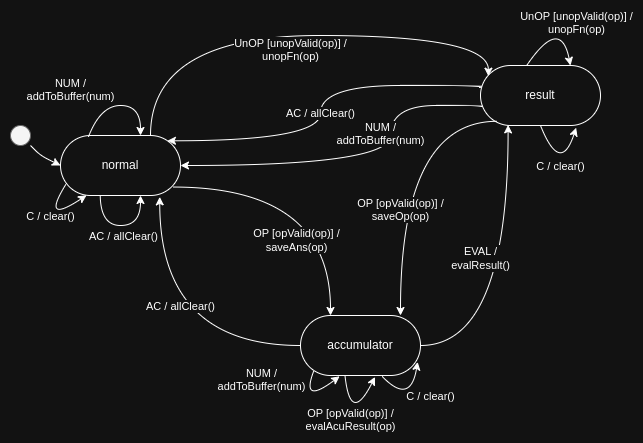 UnOP [unopValid(op)] /
unopFn(op)
UnOP [unopValid(op)] /
unopFn(op)
NUM /
addToBuffer(num)
result
AC / allClear()
NUM /
addToBuffer(num)
normal
C / clear()
C / clear()
AC / allClear()
OP [opValid(op)] /
saveAns(op)
OP [opValid(op)] /
saveOp(op)
EVAL /
evalResult()
AC / allClear()
accumulator
NUM /
addToBuffer(num)
C / clear()
OP [opValid(op)] /
evalAcuResult(op)